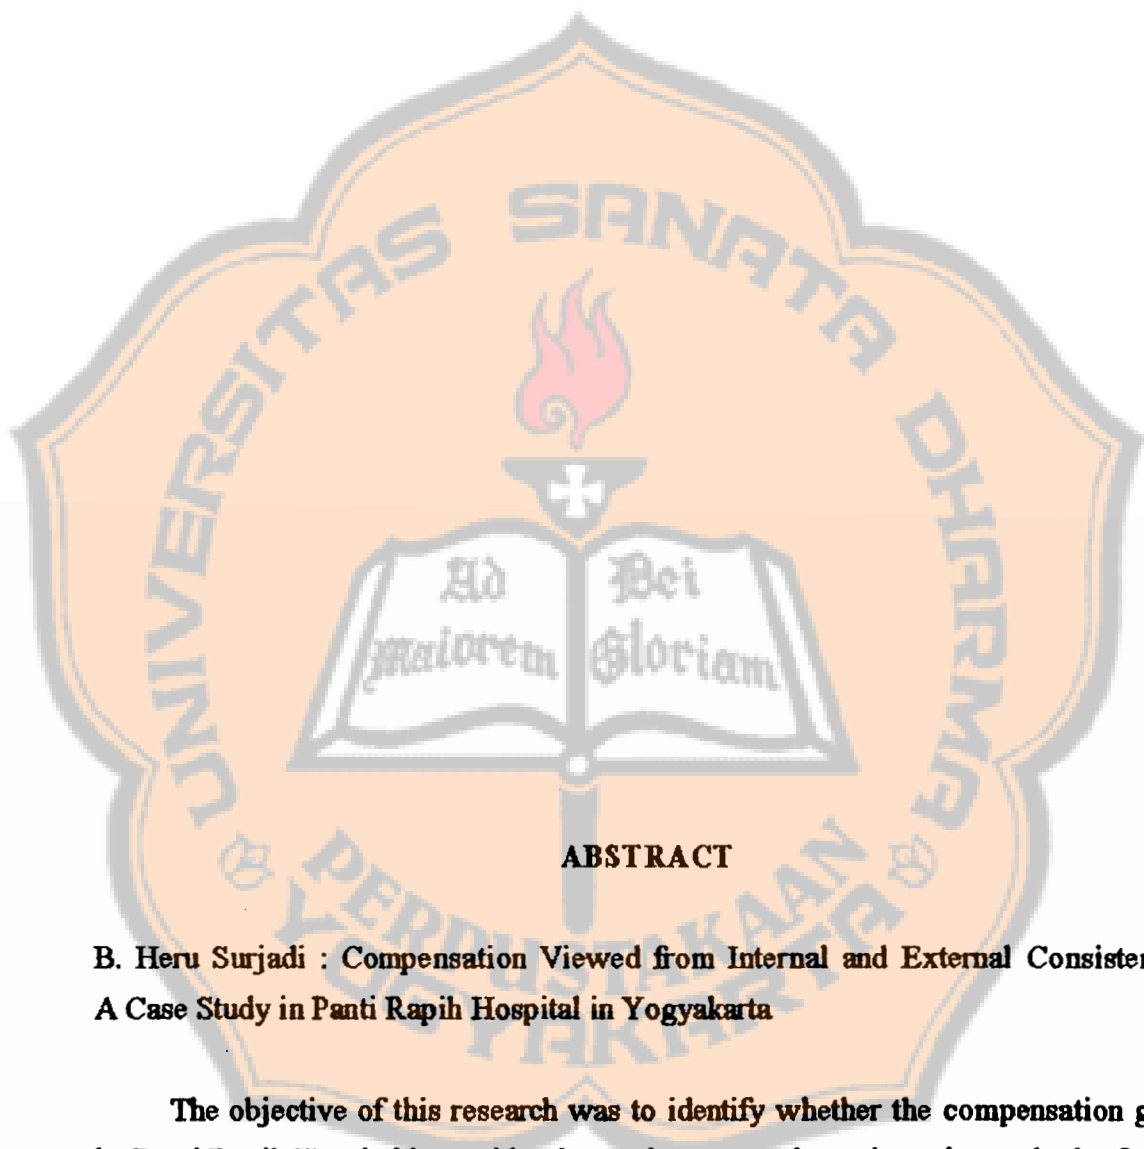 UNIVERSITAS SANATA DHARMA
Ad Maiorem
Dei Gloriam
PERPUSTAKAAN
YOGYAKARTA
ABSTRACT
B. Heru Surjadi : Compensation Viewed from Internal and External
A Case Study in Panti Rapih Hospital in Yogyakarta
The objective of this research was to identify whether the compensation